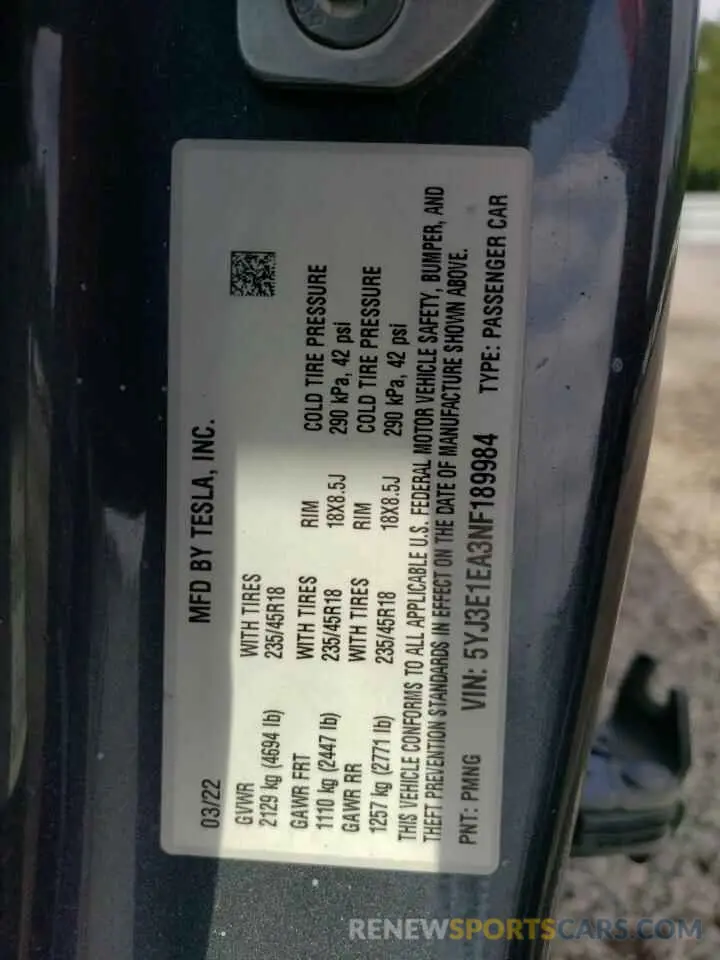 MFD BY TESLA, INC.
03/22
GVWR WITH TIRES
2129 kg (4694 lb) 235/45R18
GAWR FRT WITH TIRES RIM COLD TIRE PRESSURE
1110 kg (2447 lb) 235/45R18 18X8.5J 290 kPa, 42 psi
GAWR RR WITH TIRES RIM COLD TIRE PRESSURE
1257 kg (2771 lb) 235/45R18 18X8.5J 290 kPa, 42 psi
THIS VEHICLE CONFORMS TO ALL APPLICABLE U.S. FEDERAL MOTOR VEHICLE SAFETY, BUMPER, AND
THEFT PREVENTION STANDARDS IN EFFECT ON THE DATE OF MANUFACTURE SHOWN ABOVE.
PNT: PMNG VIN: 5YJ3E1EA3NF189984 TYPE: PASSENGER CAR
RENEWSPORTSCARS.COM